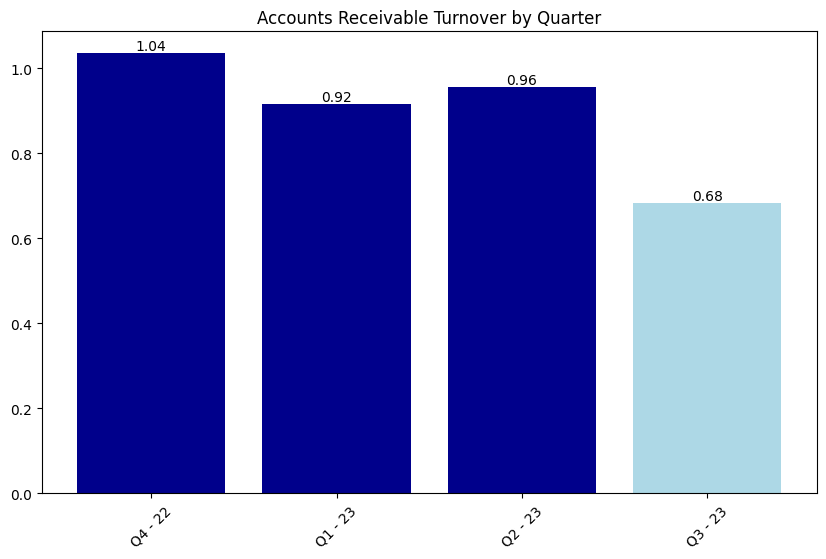 Accounts Receivable Turnover by Quarter
1.04
0.92
0.96
0.68
1.0
0.8
0.6
0.4
0.2
0.0
Q4 - 22
Q1 - 23
Q2 - 23
Q3 - 23